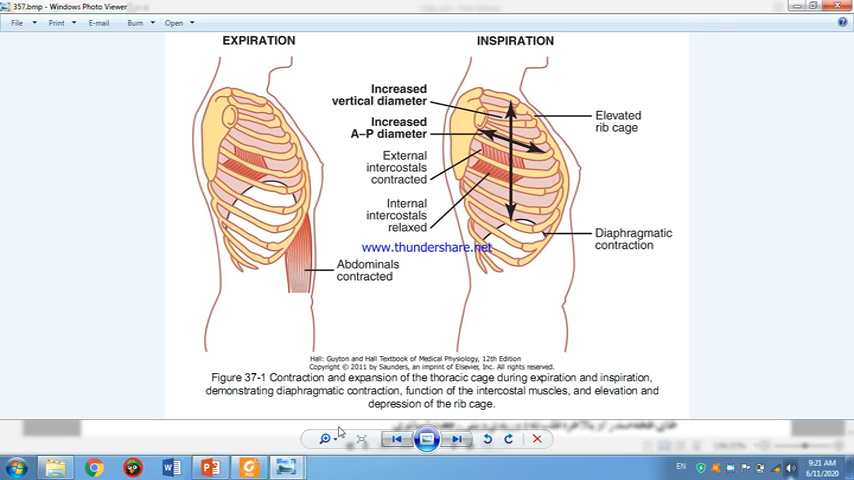 357.bmp - Windows Photo Viewer
File Print E-mail Burn Open
EXPIRATION
INSPIRATION
Increased
vertical diameter
Increased
A–P diameter
External
intercostals
contracted
Internal
intercostals
relaxed
Elevated
rib cage
Diaphragmatic
contraction
www.thundershare.net
Abdominals
contracted
Hall: Guyton and Hall Textbook of Medical Physiology, 12th Edition
Copyright © 2011 by Saunders, an imprint of Elsevier, Inc. All rights reserved.
Figure 37-1 Contraction and expansion of the thoracic cage during expiration and inspiration,
demonstrating diaphragmatic contraction, function of the intercostal muscles, and elevation and
depression of the rib cage.
EN
9:21 AM
6/11/2020